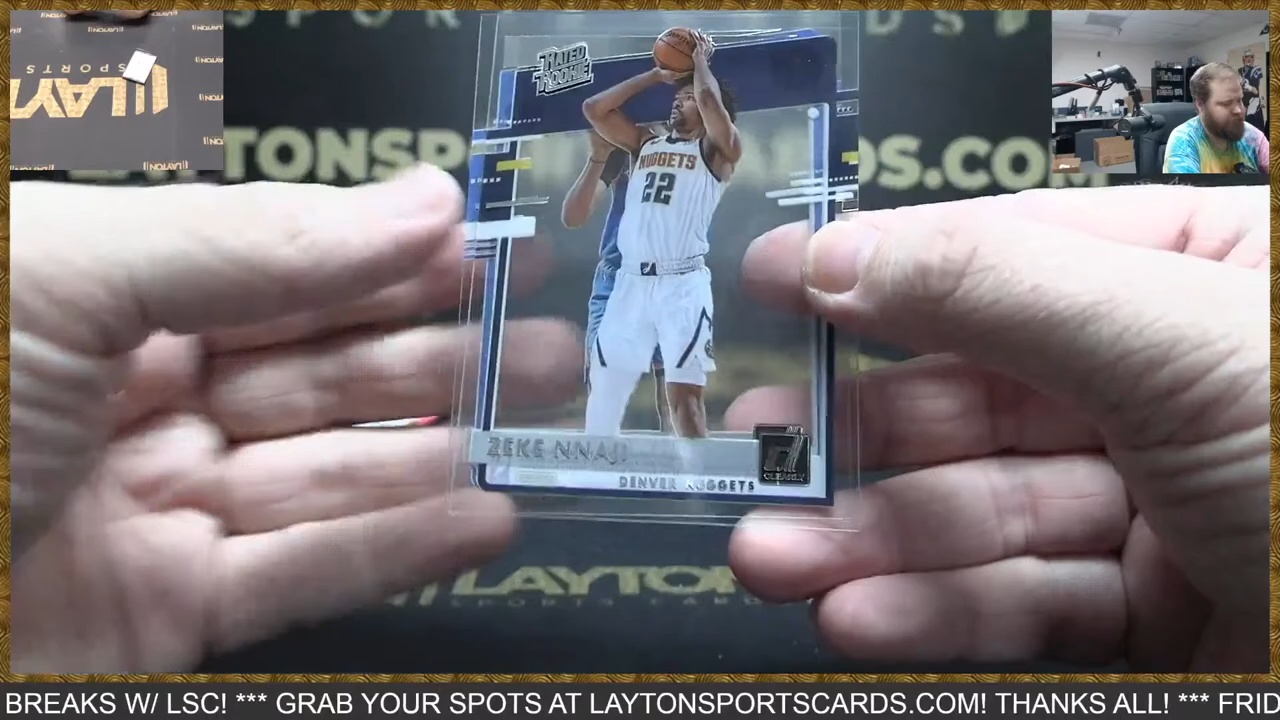 SPORTS
LAYTONSPORTSCARDS.COM
RATED
ROOKIE
NUGGETS
22
ZEKE NNAJI
DENVER NUGGETS
CLEARLY
LAYTON
SPORTS CARDS
BREAKS W/ LSC! *** GRAB YOUR SPOTS AT LAYTONSPORTSCARDS.COM! THANKS ALL! *** FRID